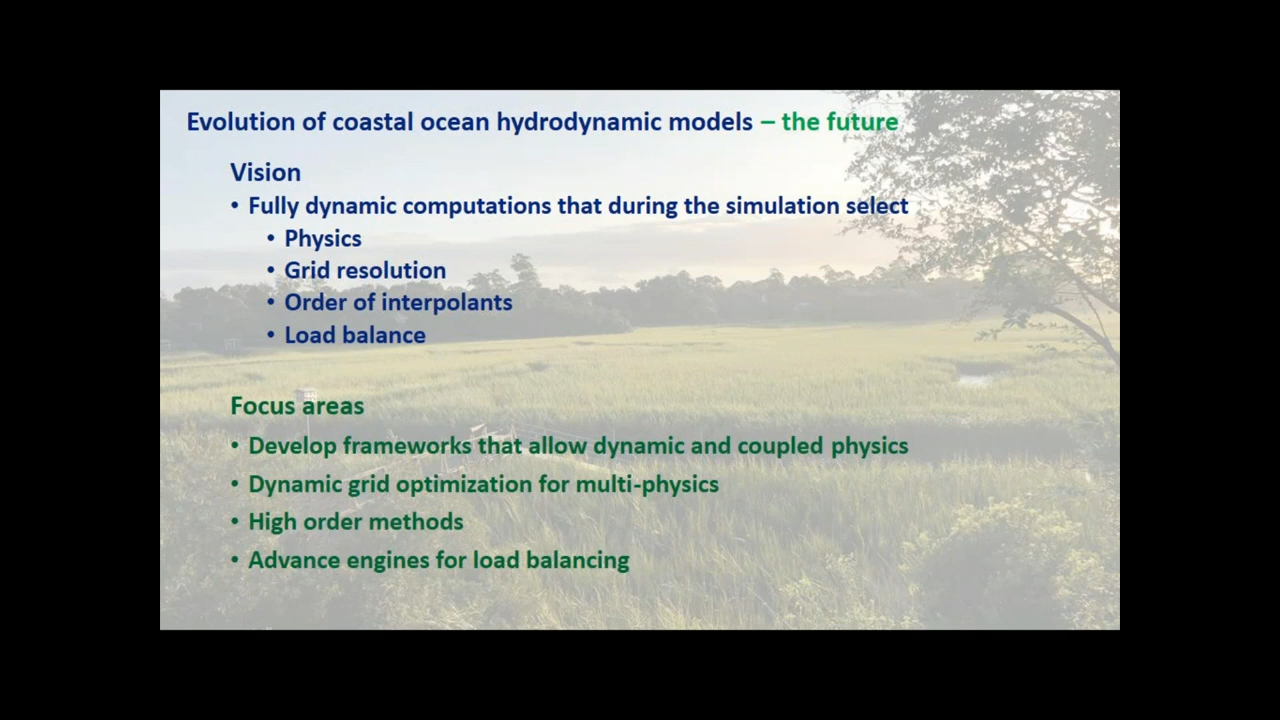 Evolution of coastal ocean hydrodynamic models – the future
Vision
• Fully dynamic computations that during the simulation select
• Physics
• Grid resolution
• Order of interpolants
• Load balance
Focus areas
• Develop frameworks that allow dynamic and coupled physics
• Dynamic grid optimization for multi-physics
• High order methods
• Advance engines for load balancing